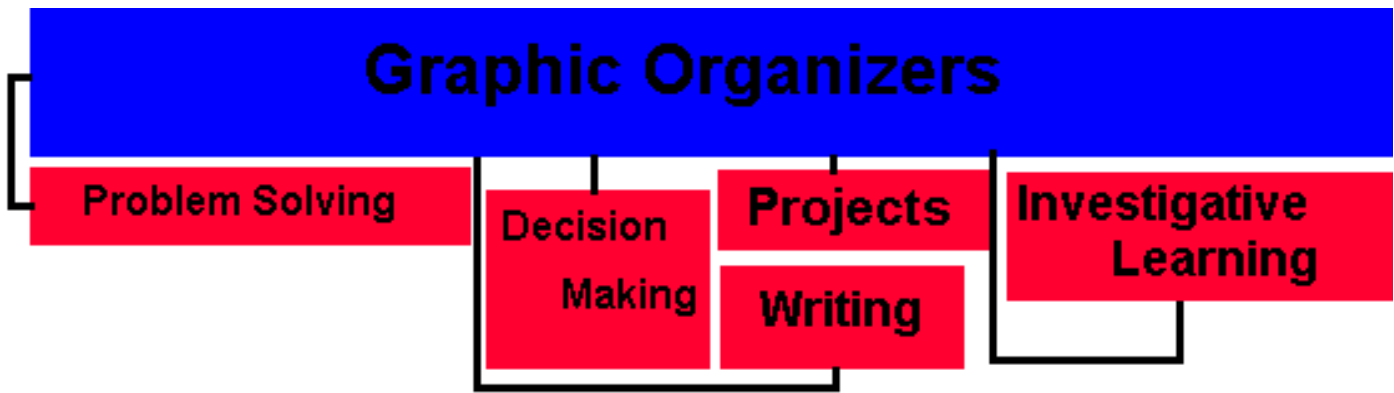 Graphic Organizers
Problem Solving
Decision
Making
Projects
Writing
Investigative
Learning